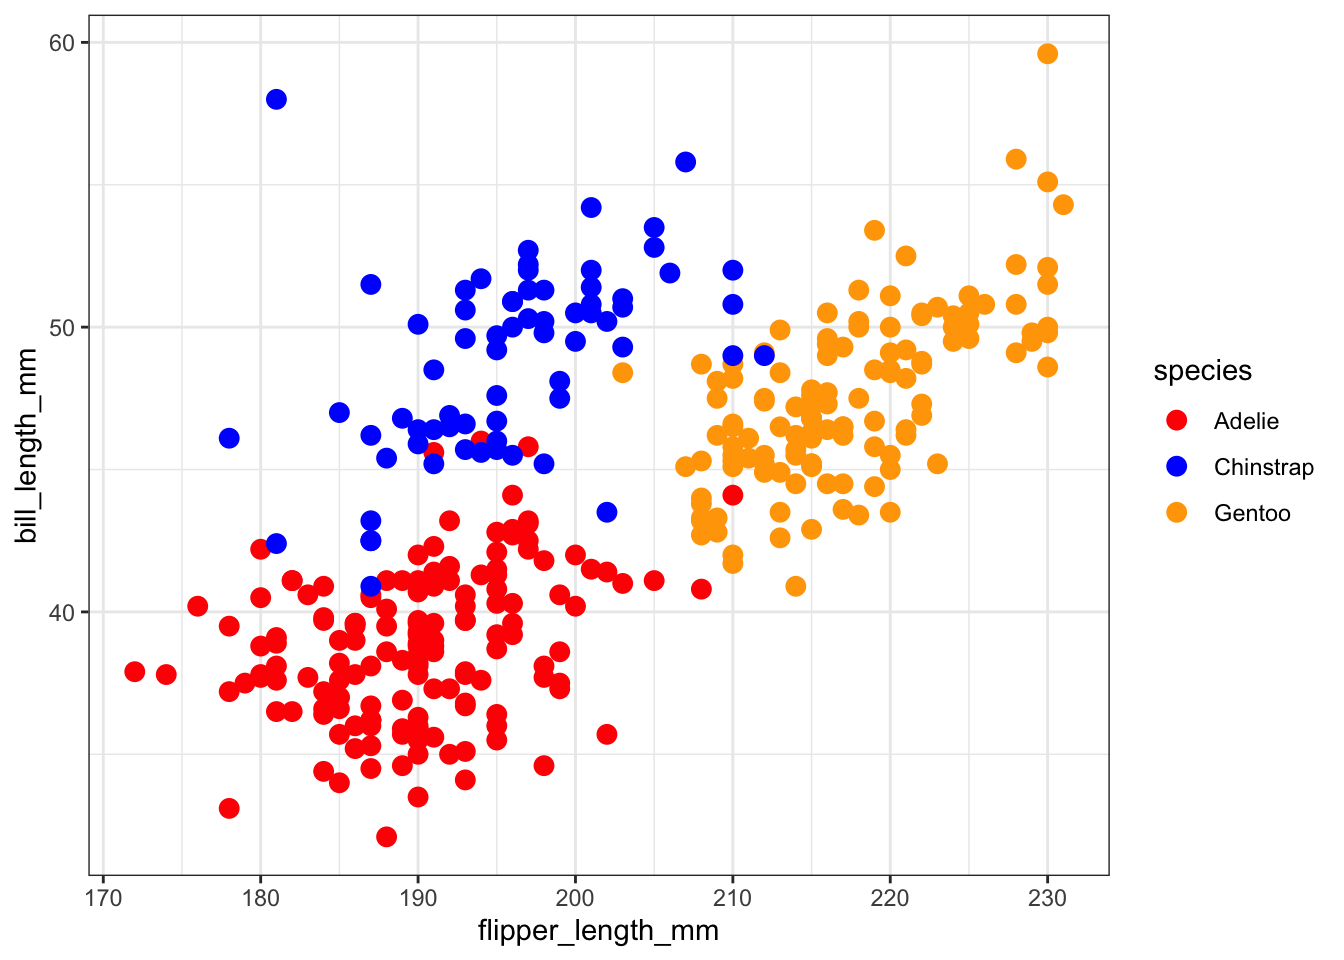 60
50
40
170 180 190 200 210 220 230
flipper_length_mm
bill_length_mm
species
Adelie
Chinstrap
Gentoo